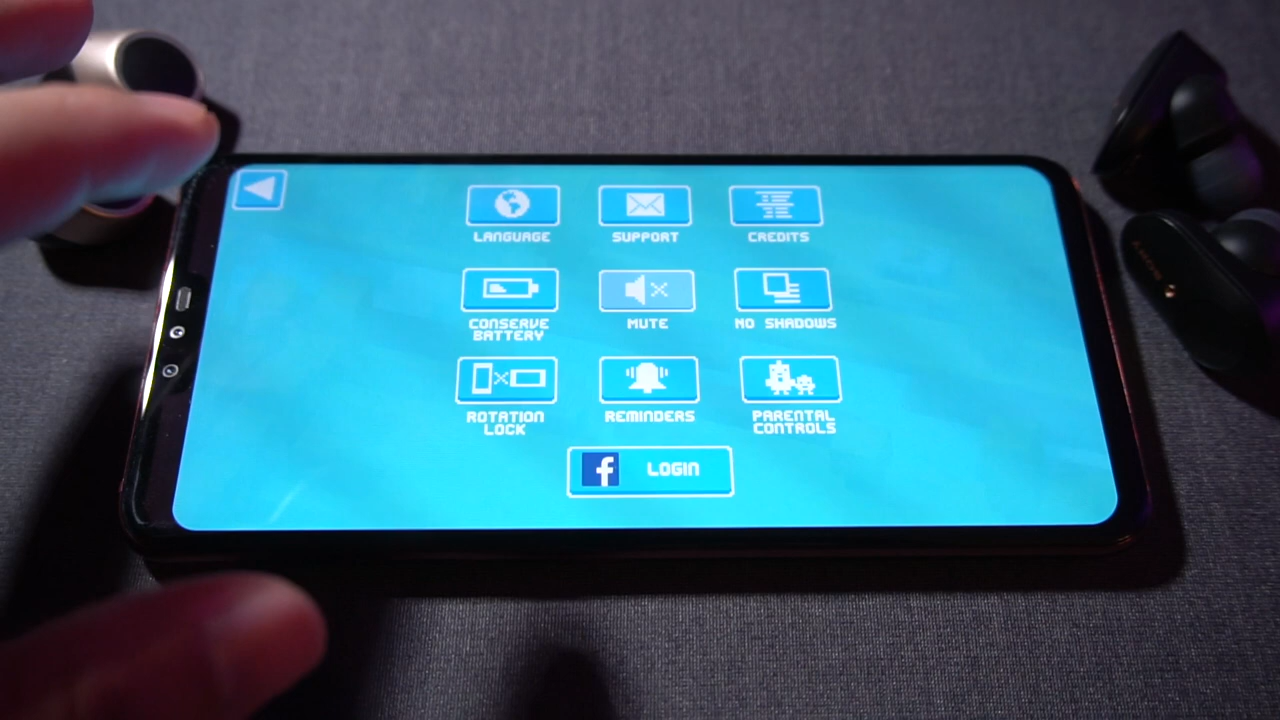 LANGUAGE
SUPPORT
CREDITS
CONSERVE
BATTERY
MUTE
NO SHADOWS
ROTATION
LOCK
REMINDERS
PARENTAL
CONTROLS
f LOGIN